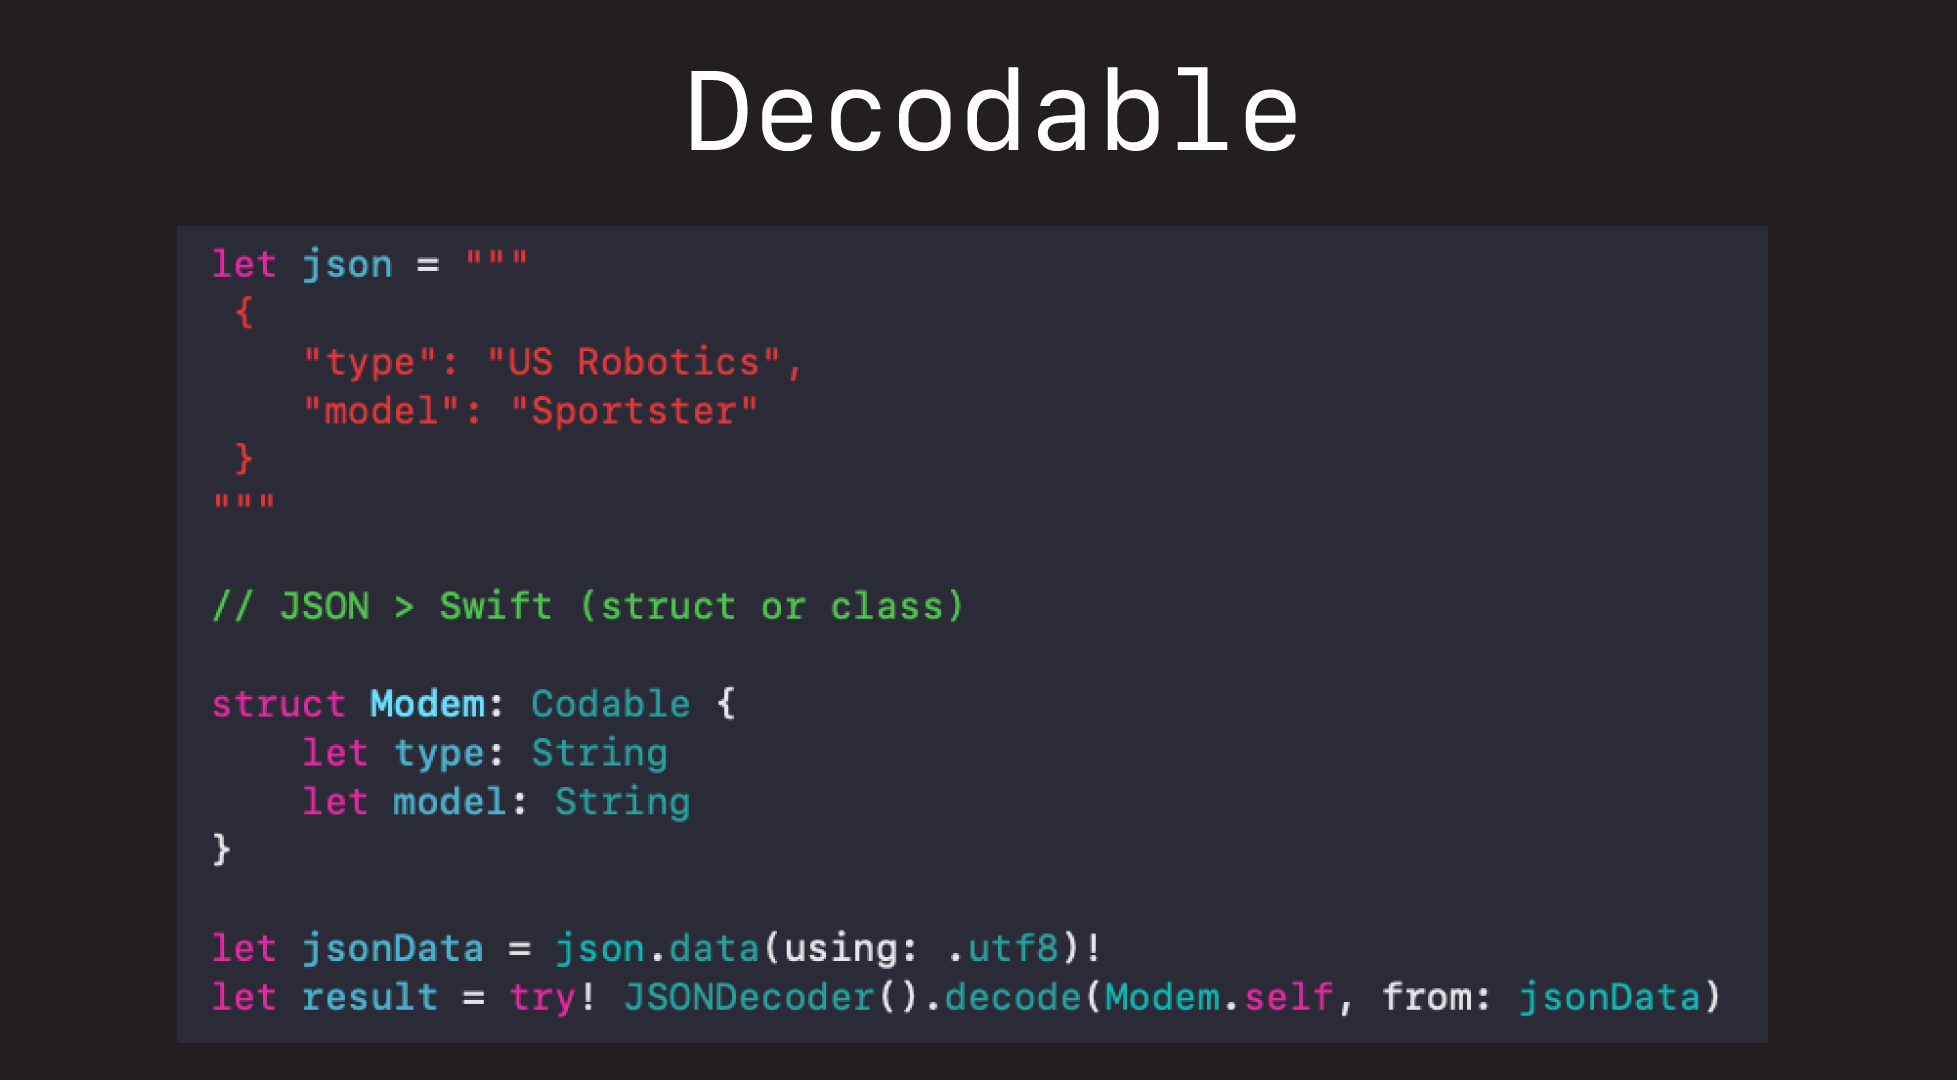 Decodable
let json = """
 {
    "type": "US Robotics",
    "model": "Sportster"
 }
"""
// JSON > Swift (struct or class)
struct Modem: Codable {
    let type: String
    let model: String
}
let jsonData = json.data(using: .utf8)!
let result = try! JSONDecoder().decode(Modem.self, from: jsonData)